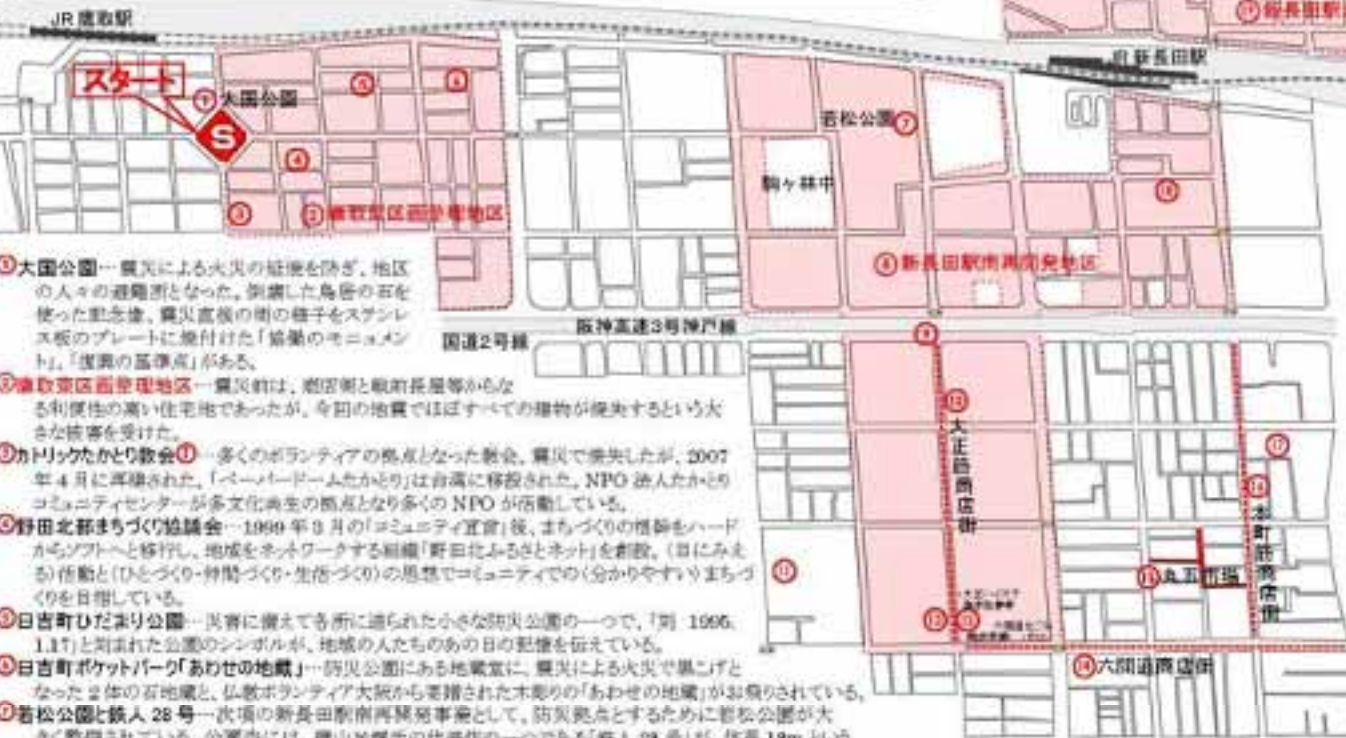 JR 鷹取駅
JR 新長田駅
スタート
① 大国公園
S
⑤
⑥
④
③
② 鷹取東区画整理地区
若松公園 ⑦
駒ヶ林中
⑧ 新長田駅南再開発地区
国道2号線
阪神高速3号神戸線
⑨
大正筋商店街
本町筋商店街
丸五市場
⑭ 六間道商店街
大国公園…震災による火災の延焼を防ぎ、地区
の人々の避難所となった。倒壊した鳥居の石を
使った記念碑、震災直後の街の様子をステンレ
ス板のプレートに焼付けた「協働のモニュメン
ト」、「復興の基準点」がある。
鷹取東区画整理地区…震災前は、商店街と戦前長屋等からな
る利便性の高い住宅地であったが、今回の地震でほぼすべての建物が焼失するという大
きな被害を受けた。
カトリックたかとり教会…多くのボランティアの拠点となった教会。震災で焼失したが、2007
年4月に再建された。「ペーパードームたかとり」は台湾に移設された。NPO 法人たかとり
コミュニティセンターが多文化共生の拠点となり多くの NPO が活動している。
野田北部まちづくり協議会…1999 年 3 月の「コミュニティ宣言」後、まちづくりの根幹をハード
からソフトへと移行し、地域をネットワークする組織「野田北ふるさとネット」を創設。(目にみえ
る)活動と(ひとづくり・仲間づくり・生活づくり)の思想でコミュニティでの(分かりやすい)まちづ
くりを目指している。
日吉町ひだまり公園…災害に備えて各所に造られた小さな防災公園の一つで、「刻 1995.
1.17」と刻まれた公園のシンボルが、地域の人たちのあの日の記憶を伝えている。
日吉町ポケットパーク「あわせの地蔵」…防災公園にある地蔵堂に、震災による火災で黒こげと
なった 2 体の石地蔵と、仏教ボランティア大阪から寄贈された木彫りの「あわせの地蔵」がお祭りされている。
若松公園と鉄人 28 号…次項の新長田駅南再開発事業として、防災拠点とするために若松公園が大